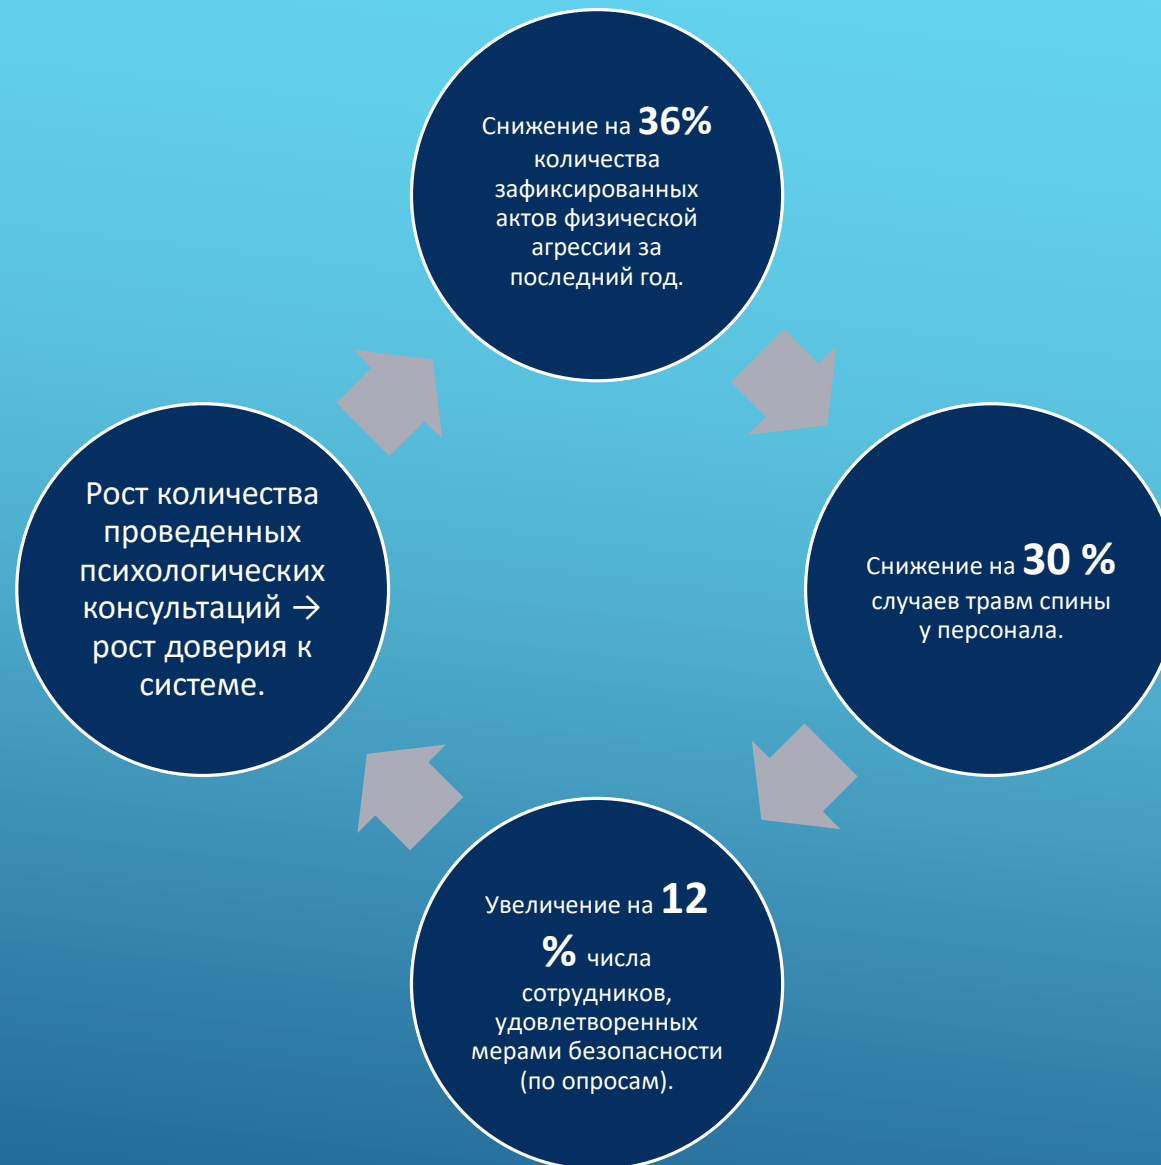 Снижение на 36%
количества
зафиксированных
актов физической
агрессии за
последний год.
Снижение на 30 %
случаев травм спины
у персонала.
Увеличение на 12
% числа
сотрудников,
удовлетворенных
мерами безопасности
(по опросам).
Рост количества
проведенных
психологических
консультаций →
рост доверия к
системе.